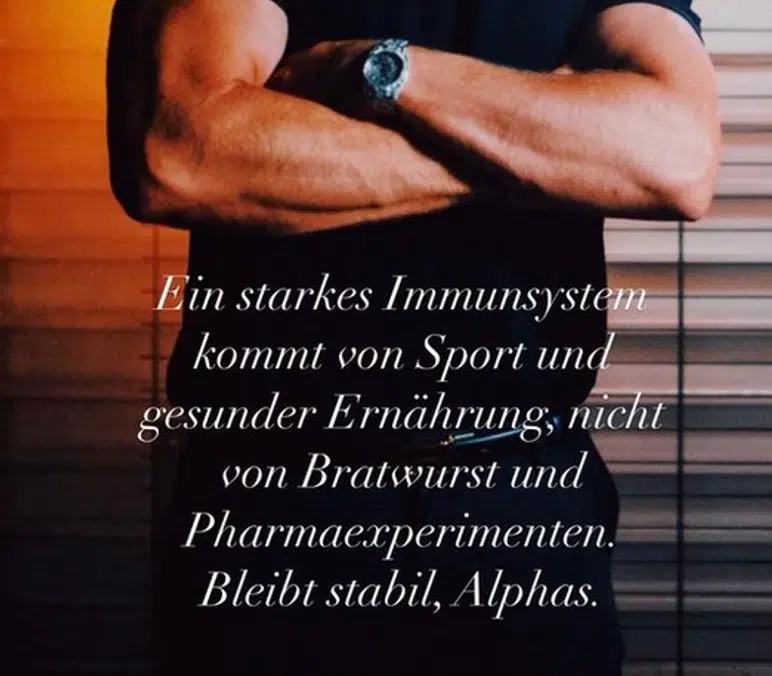 Ein starkes Immunsystem
kommt von Sport und
gesunder Ernährung, nicht
von Bratwurst und
Pharmaexperimenten.
Bleibt stabil, Alphas.